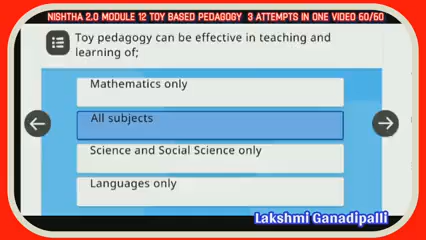 NISHTHA 2.0 MODULE 12 TOY BASED PEDAGOGY 3 ATTEMPTS IN ONE VIDEO 60/60
Toy pedagogy can be effective in teaching and
learning of;
Mathematics only
All subjects
Science and Social Science only
Languages only
Lakshmi Ganadipalli